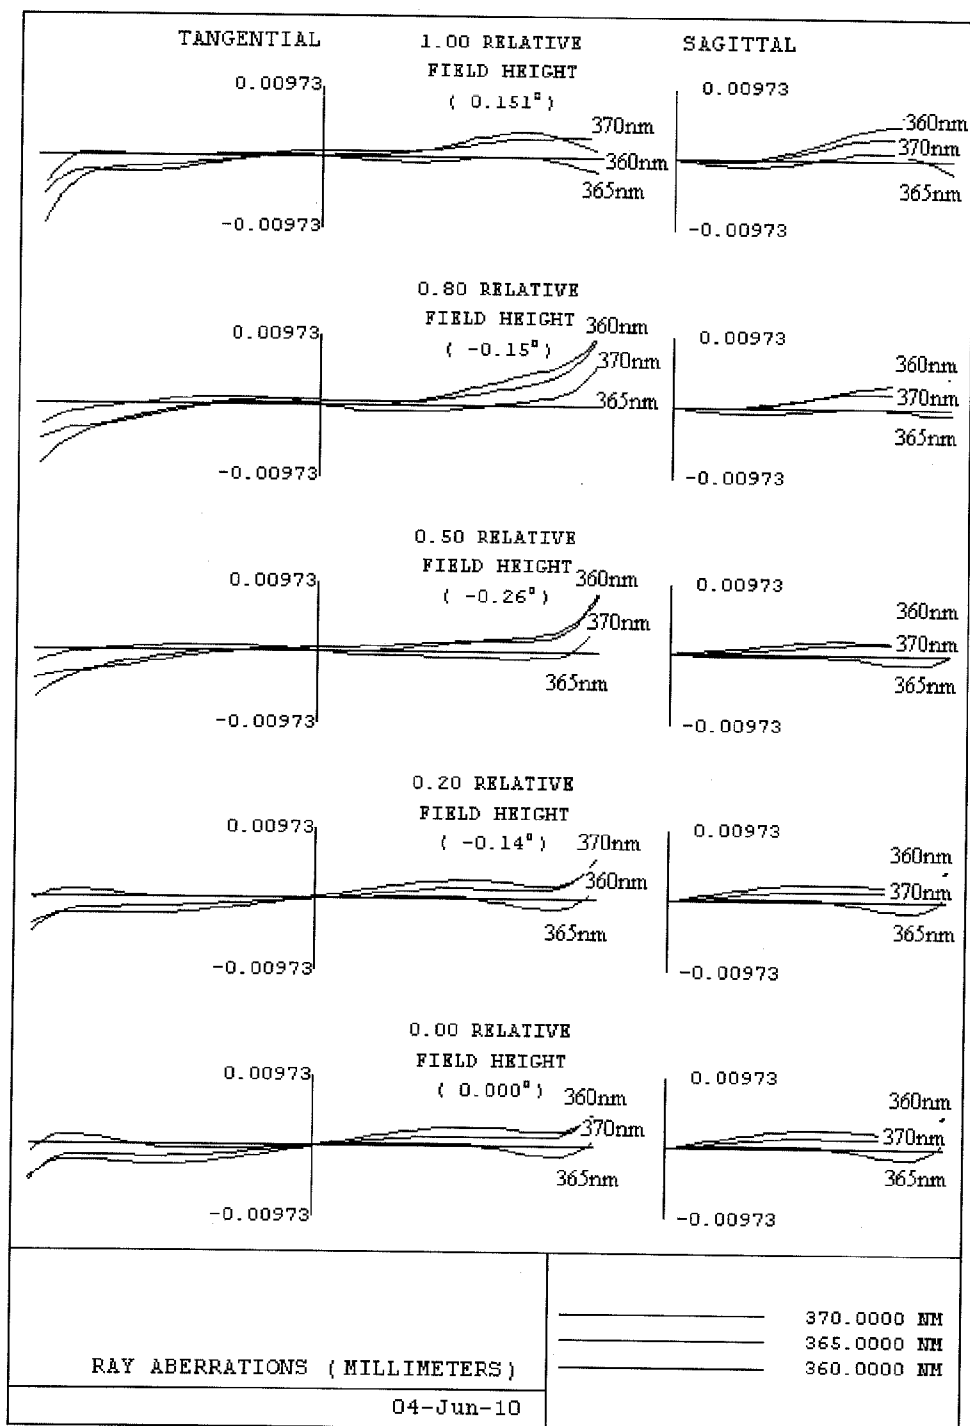 TANGENTIAL
1.00 RELATIVE
FIELD HEIGHT
( 0.151º)
SAGITTAL
0.00973
-0.00973
370nm
360nm
365nm
0.00973
-0.00973
360nm
370nm
365nm
0.80 RELATIVE
FIELD HEIGHT
( -0.15º)
0.00973
-0.00973
360nm
370nm
365nm
0.00973
-0.00973
360nm
370nm
365nm
0.50 RELATIVE
FIELD HEIGHT
( -0.26º)
0.00973
-0.00973
360nm
370nm
365nm
0.00973
-0.00973
360nm
370nm
365nm
0.20 RELATIVE
FIELD HEIGHT
( -0.14º)
0.00973
-0.00973
370nm
360nm
365nm
0.00973
-0.00973
360nm
370nm
365nm
0.00 RELATIVE
FIELD HEIGHT
( 0.000º)
0.00973
-0.00973
360nm
370nm
365nm
0.00973
-0.00973
360nm
370nm
365nm
RAY ABERRATIONS (MILLIMETERS)
04-Jun-10
370.0000 NM
365.0000 NM
360.0000 NM